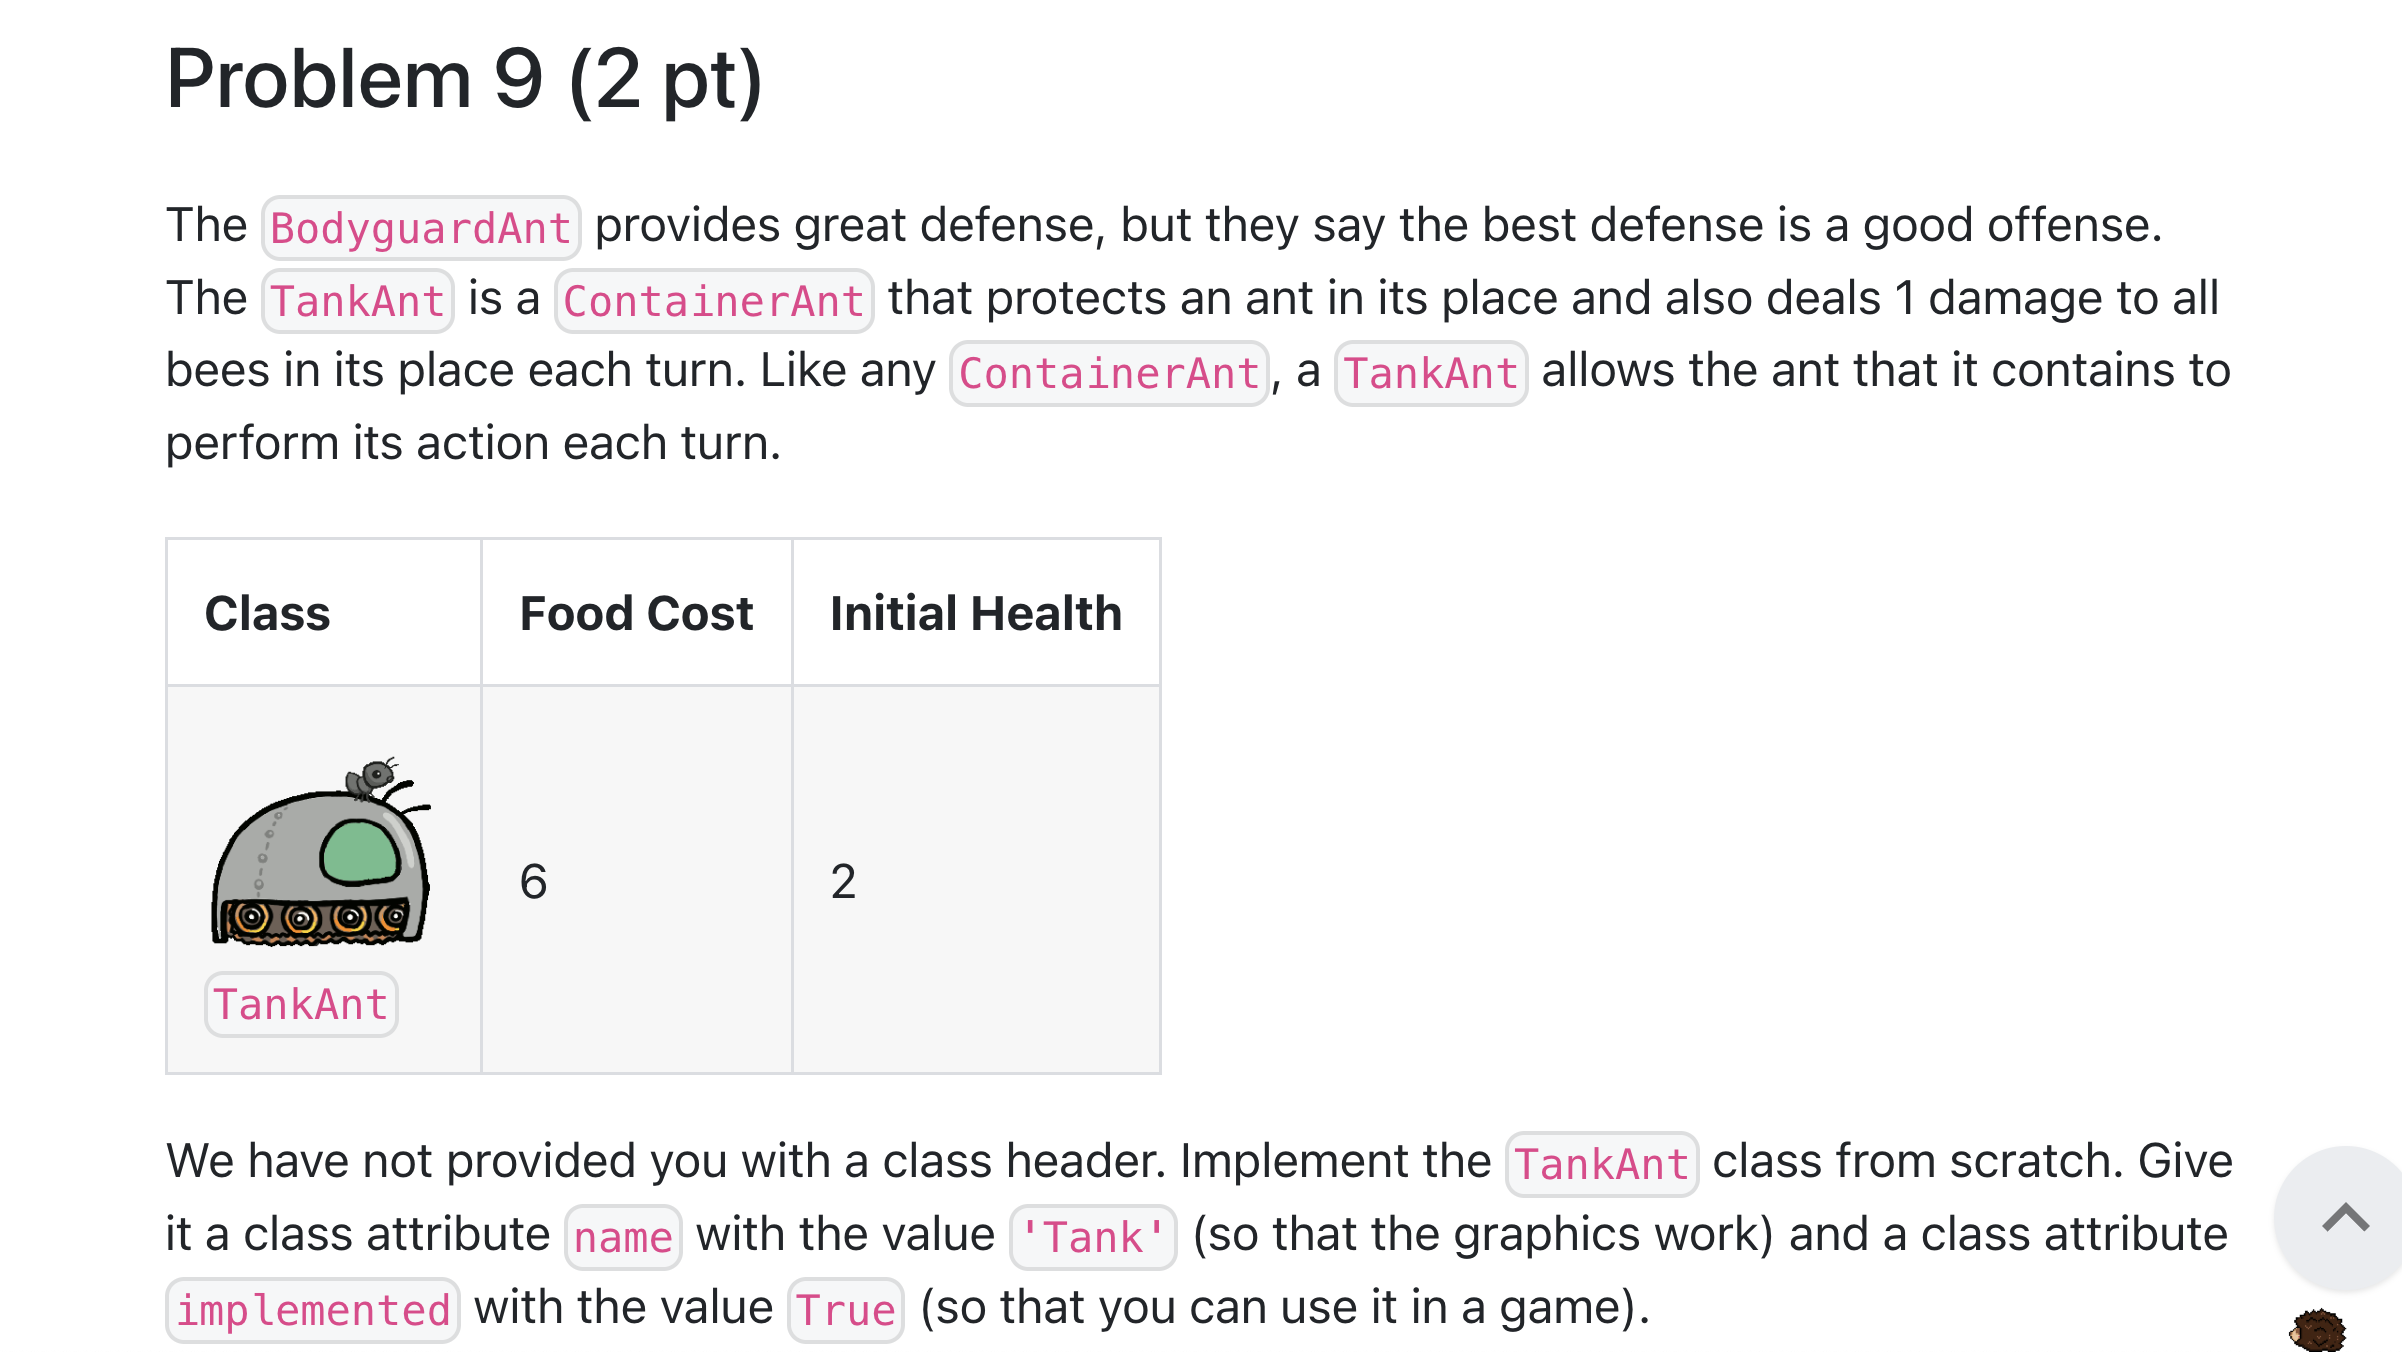 Problem 9 (2 pt)
The BodyguardAnt provides great defense, but they say the best defense is a good offense.
The TankAnt is a ContainerAnt that protects an ant in its place and also deals 1 damage to all
bees in its place each turn. Like any ContainerAnt, a TankAnt allows the ant that it contains to
perform its action each turn.
Class Food Cost Initial Health
6 2
TankAnt
We have not provided you with a class header. Implement the TankAnt class from scratch. Give
it a class attribute name with the value 'Tank' (so that the graphics work) and a class attribute
implemented with the value True (so that you can use it in a game).